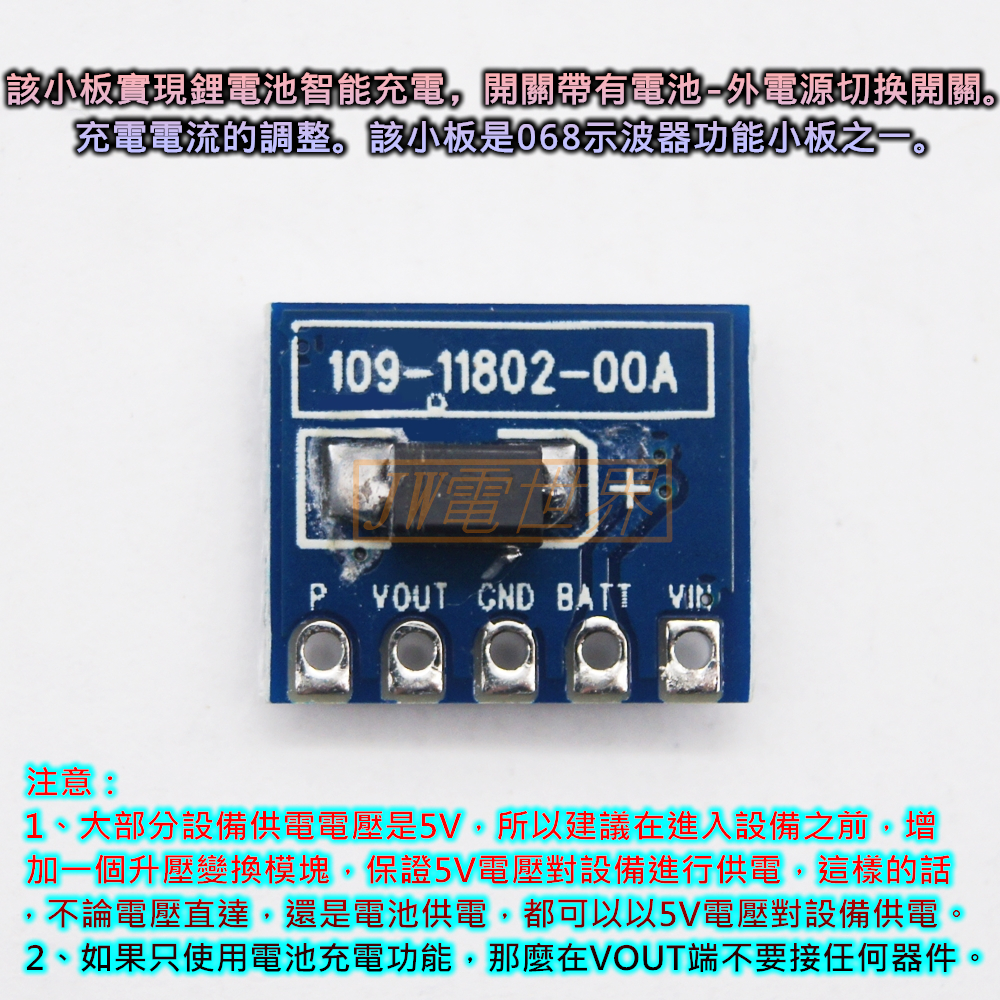 該小板實現鋰電池智能充電，開關帶有電池-外電源切換開關。
充電電流的調整。該小板是068示波器功能小板之一。
109-11802-00A
JW電世界
P VOUT GND BATT VIN
注意：
1、大部分設備供電電壓是5V，所以建議在進入設備之前，增
加一個升壓變換模塊，保證5V電壓對設備進行供電，這樣的話
，不論電壓直達，還是電池供電，都可以以5V電壓對設備供電。
2、如果只使用電池充電功能，那麼在VOUT端不要接任何器件。